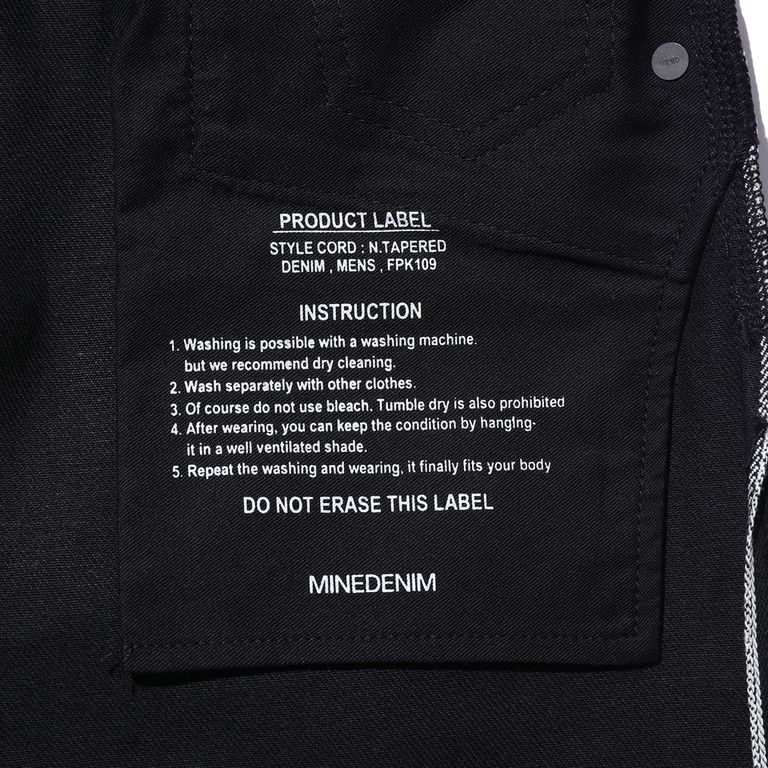 PRODUCT LABEL
STYLE CORD : N.TAPERED
DENIM , MENS , FPK109
INSTRUCTION
1. Washing is possible with a washing machine.
but we recommend dry cleaning.
2. Wash separately with other clothes.
3. Of course do not use bleach. Tumble dry is also prohibited
4. After wearing, you can keep the condition by hanging-
it in a well ventilated shade.
5. Repeat the washing and wearing, it finally fits your body
DO NOT ERASE THIS LABEL
MINEDENIM